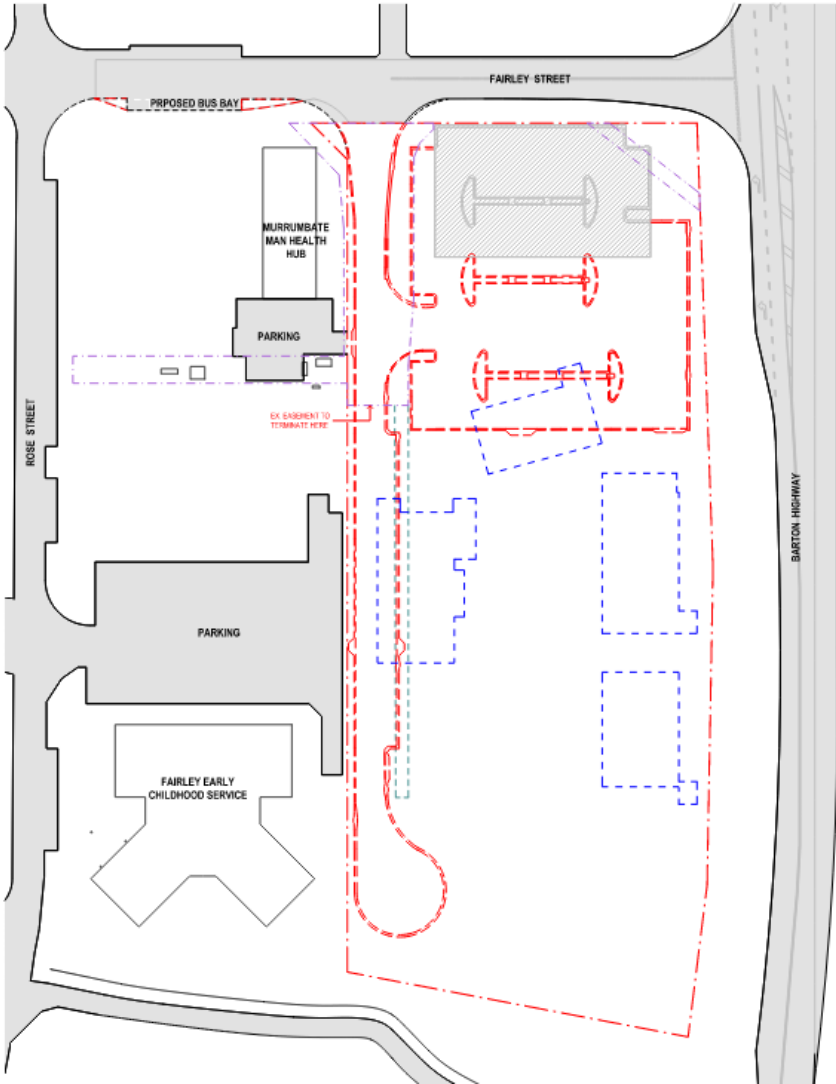 FAIRLEY STREET
PRPOSED BUS BAY
MURRUMBATE
MAN HEALTH
HUB
PARKING
EX EASEMENT TO
TERMINATE HERE
ROSE STREET
BARTON HIGHWAY
PARKING
FAIRLEY EARLY
CHILDHOOD SERVICE